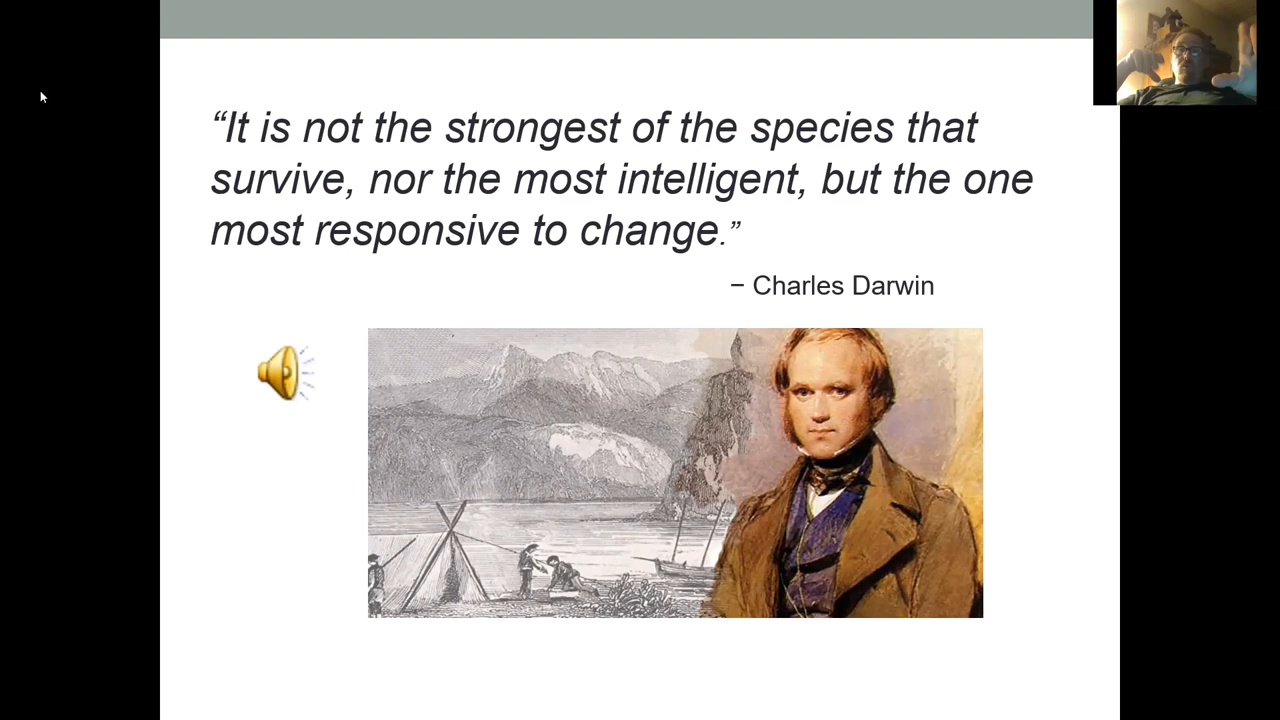 “It is not the strongest of the species that
survive, nor the most intelligent, but the one
most responsive to change.”
− Charles Darwin